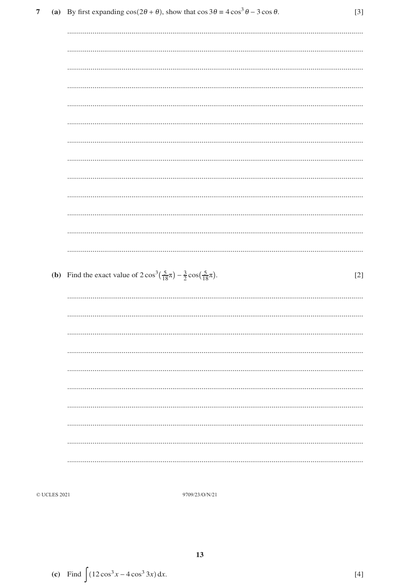 7 (a) By first expanding cos(2θ + θ), show that cos 3θ ≡ 4 cos³ θ − 3 cos θ. [3]
(b) Find the exact value of 2 cos³(5/18 π) − 3/2 cos(5/18 π). [2]
© UCLES 2021 9709/23/O/N/21
13
(c) Find ∫(12 cos³ x − 4 cos³ 3x) dx. [4]